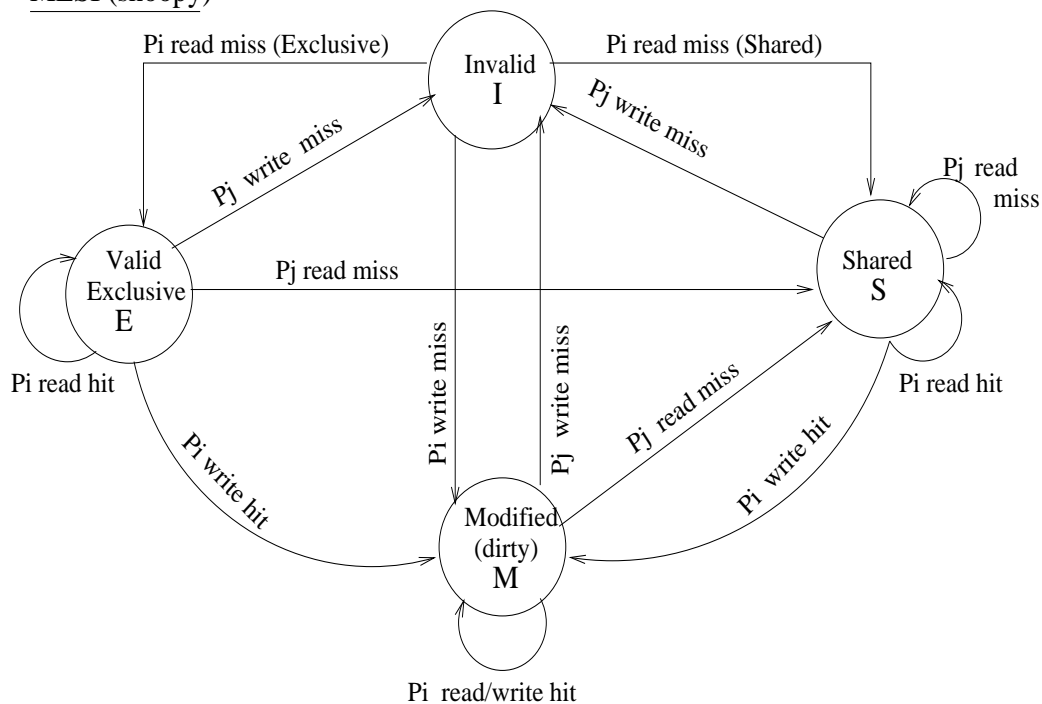 MESI (snoopy)
Pi read miss (Exclusive)
Invalid
I
Pi read miss (Shared)
Pj write miss
Pj write miss
Pj read
miss
Valid
Exclusive
E
Pj read miss
Shared
S
Pi read hit
Pi write miss
Pj write miss
Pj read miss
Pi read hit
Pi write hit
Pi write hit
Modified
(dirty)
M
Pi read/write hit